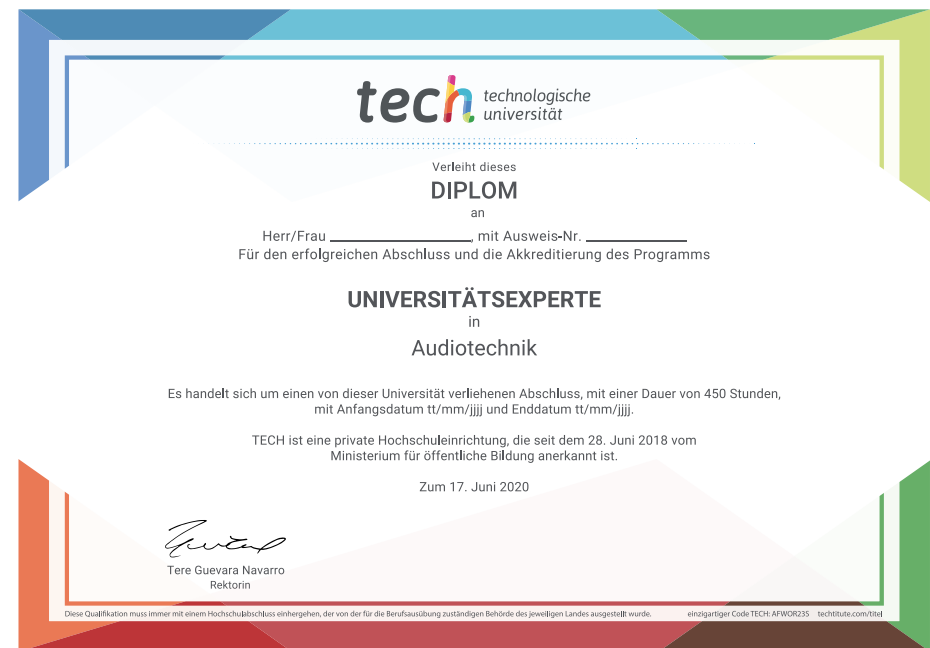 tech technologische
universität
Verleiht dieses
DIPLOM
an
Herr/Frau ____________, mit Ausweis-Nr. ____________
Für den erfolgreichen Abschluss und die Akkreditierung des Programms
UNIVERSITÄTSEXPERTE
in
Audiotechnik
Es handelt sich um einen von dieser Universität verliehenen Abschluss, mit einer Dauer von 450 Stunden,
mit Anfangsdatum tt/mm/jjjj und Enddatum tt/mm/jjjj.
TECH ist eine private Hochschuleinrichtung, die seit dem 28. Juni 2018 vom
Ministerium für öffentliche Bildung anerkannt ist.
Zum 17. Juni 2020
Tere Guevara Navarro
Rektorin
Diese Qualifikation muss immer mit einem Hochschulabschluss einhergehen, der von der für die Berufsausübung zuständigen Behörde des jeweiligen Landes ausgestellt wurde. einzigartiger Code TECH: AFWOR23S techtitute.com/titel